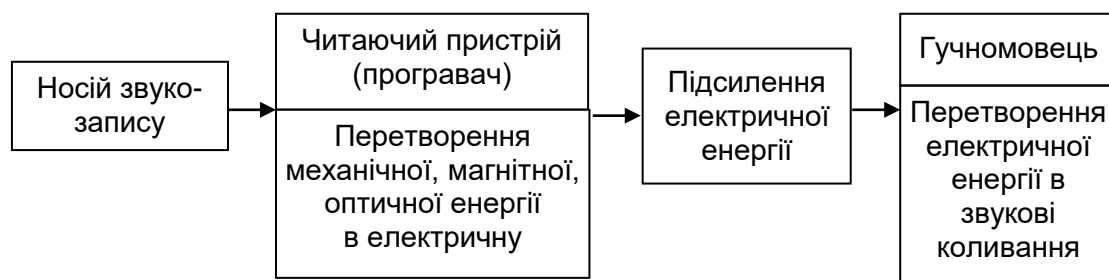 Носій звуко-
запису
Читаючий пристрій
(програвач)
Перетворення
механічної, магнітної,
оптичної енергії
в електричну
Підсилення
електричної
енергії
Гучномовець
Перетворення
електричної
енергії в
звукові
коливання